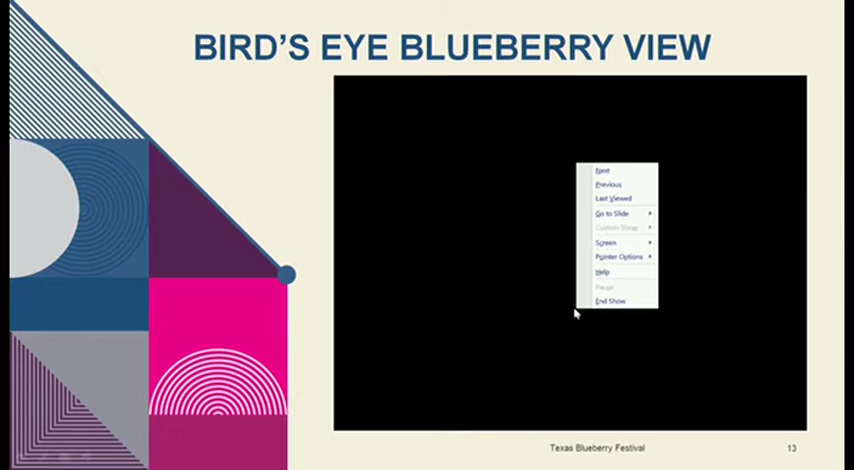 BIRD'S EYE BLUEBERRY VIEW
Next
Previous
Last Viewed
Go to Slide
Custom Show
Screen
Pointer Options
Help
Pause
End Show
Texas Blueberry Festival 13